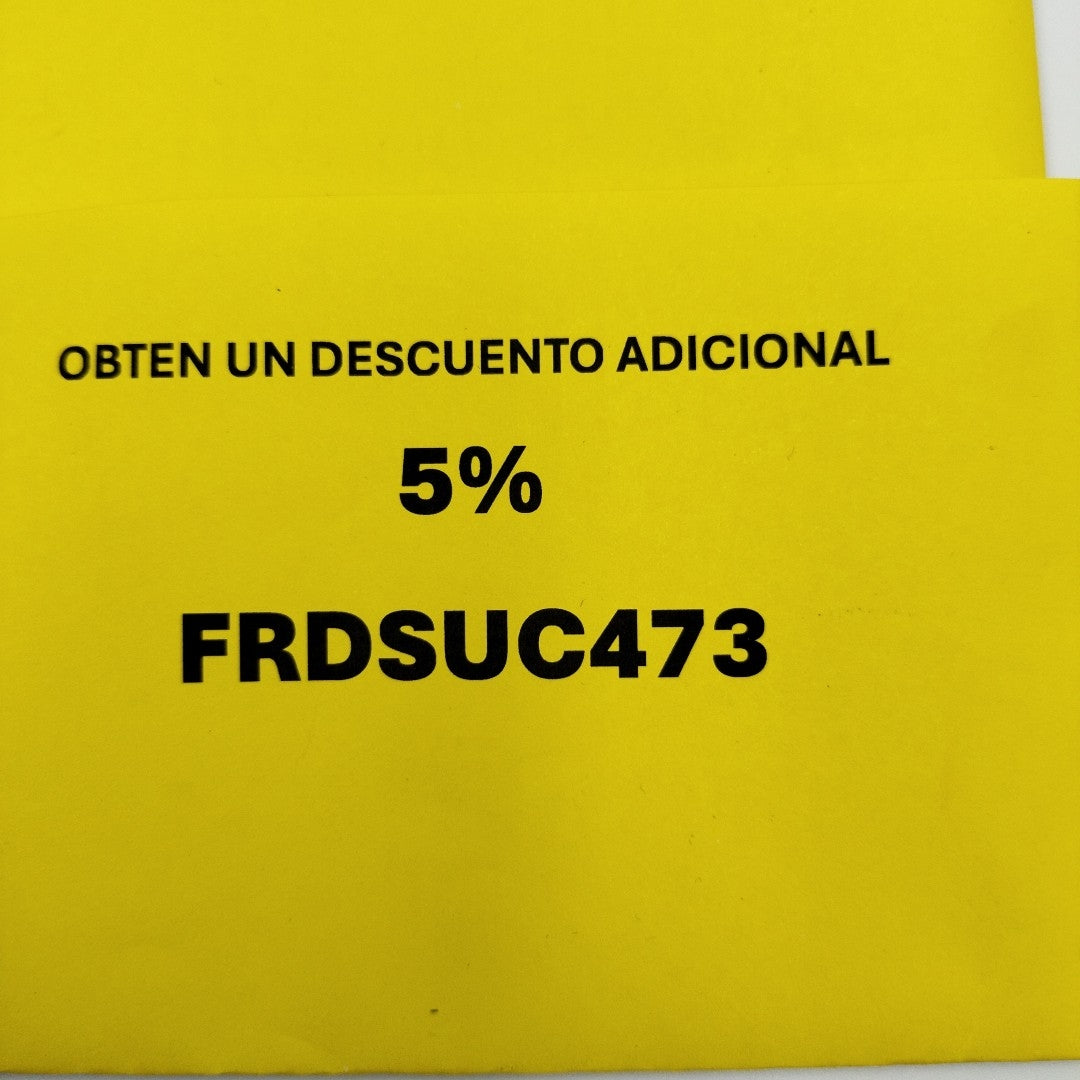 OBTEN UN DESCUENTO ADICIONAL
5%
FRDSUC473